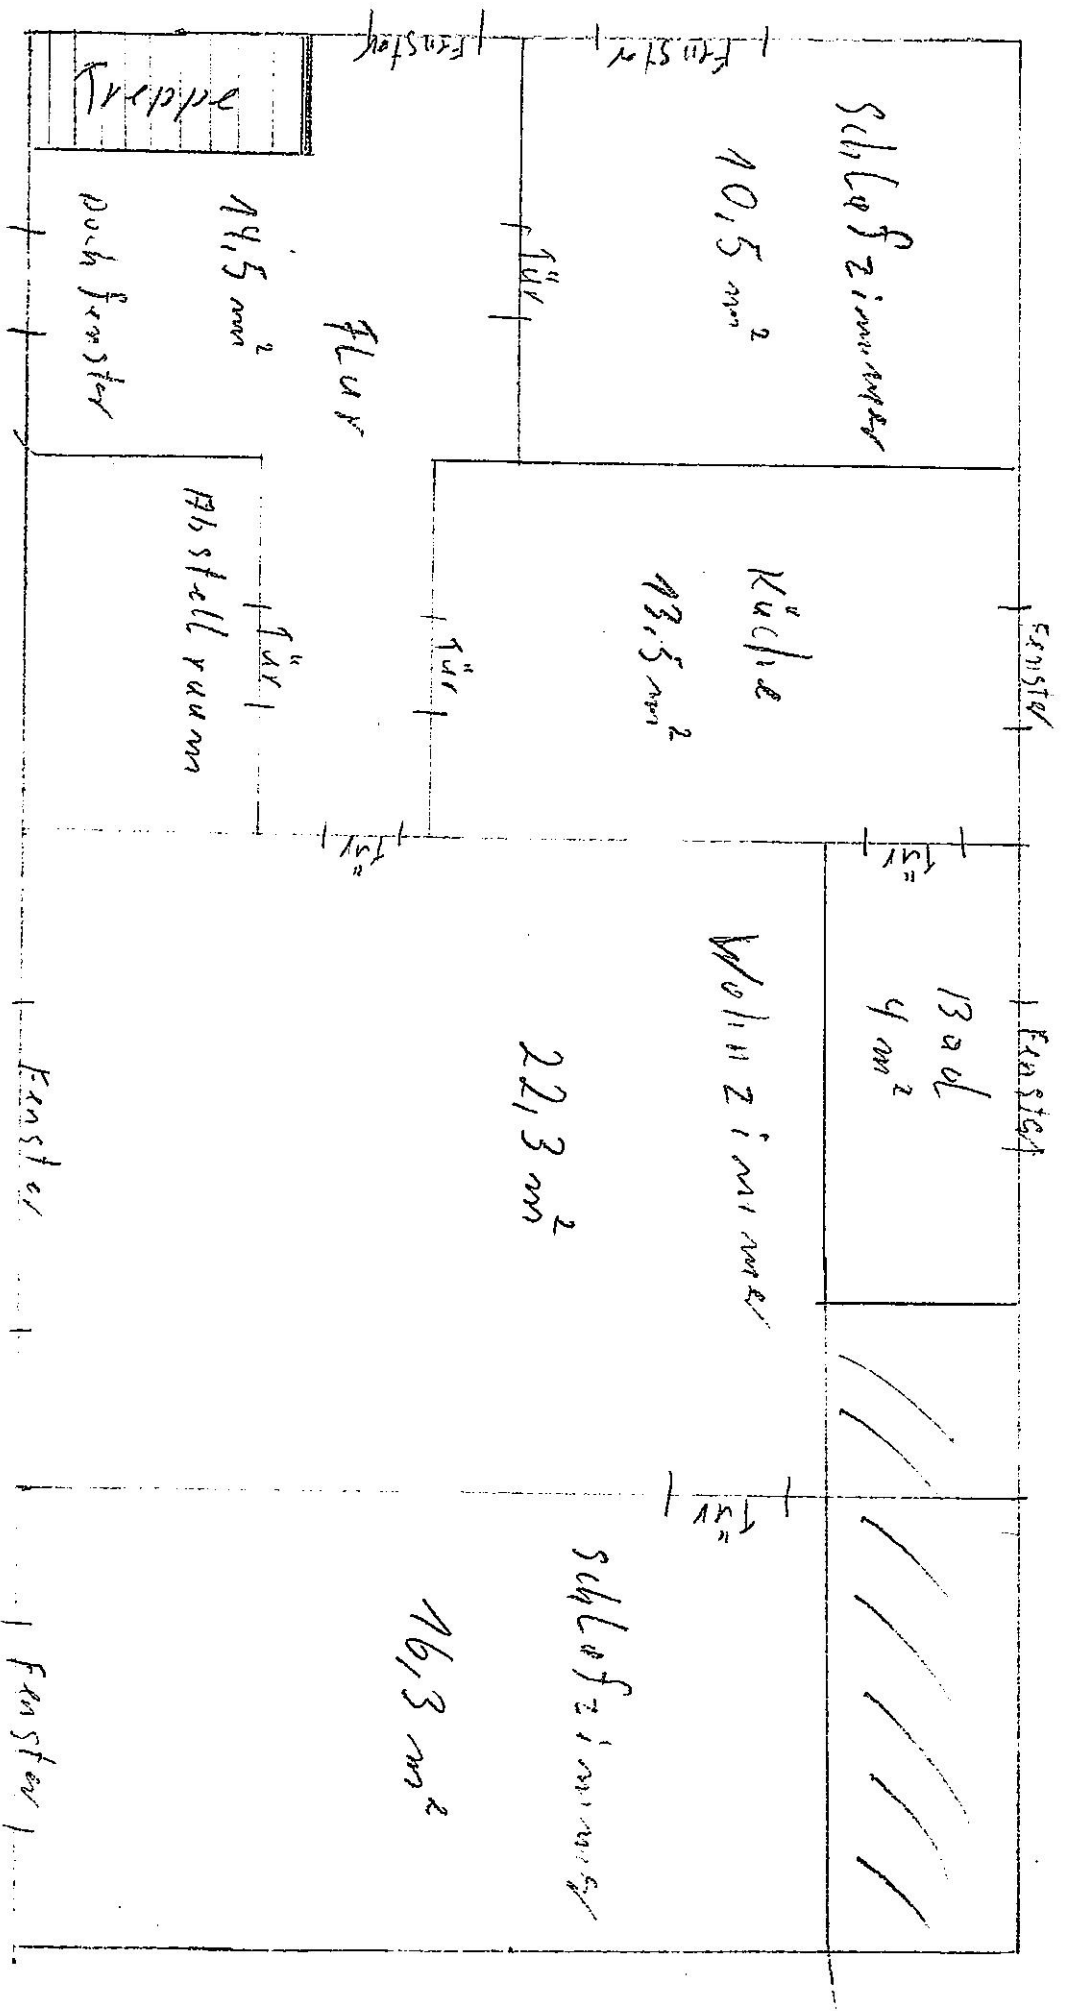 Fenster
Fenster
Treppe
Schlafzimmer
10,5 m²
Tür
14,5 m²
Flur
Dachfenster
Küche
13,5 m²
Fenster
Tür
Tür
Abstellraum
Tür
Tür
Bad
4 m²
Fenster
Wohnzimmer
22,3 m²
Fenster
Tür
Schlafzimmer
16,3 m²
Fenster